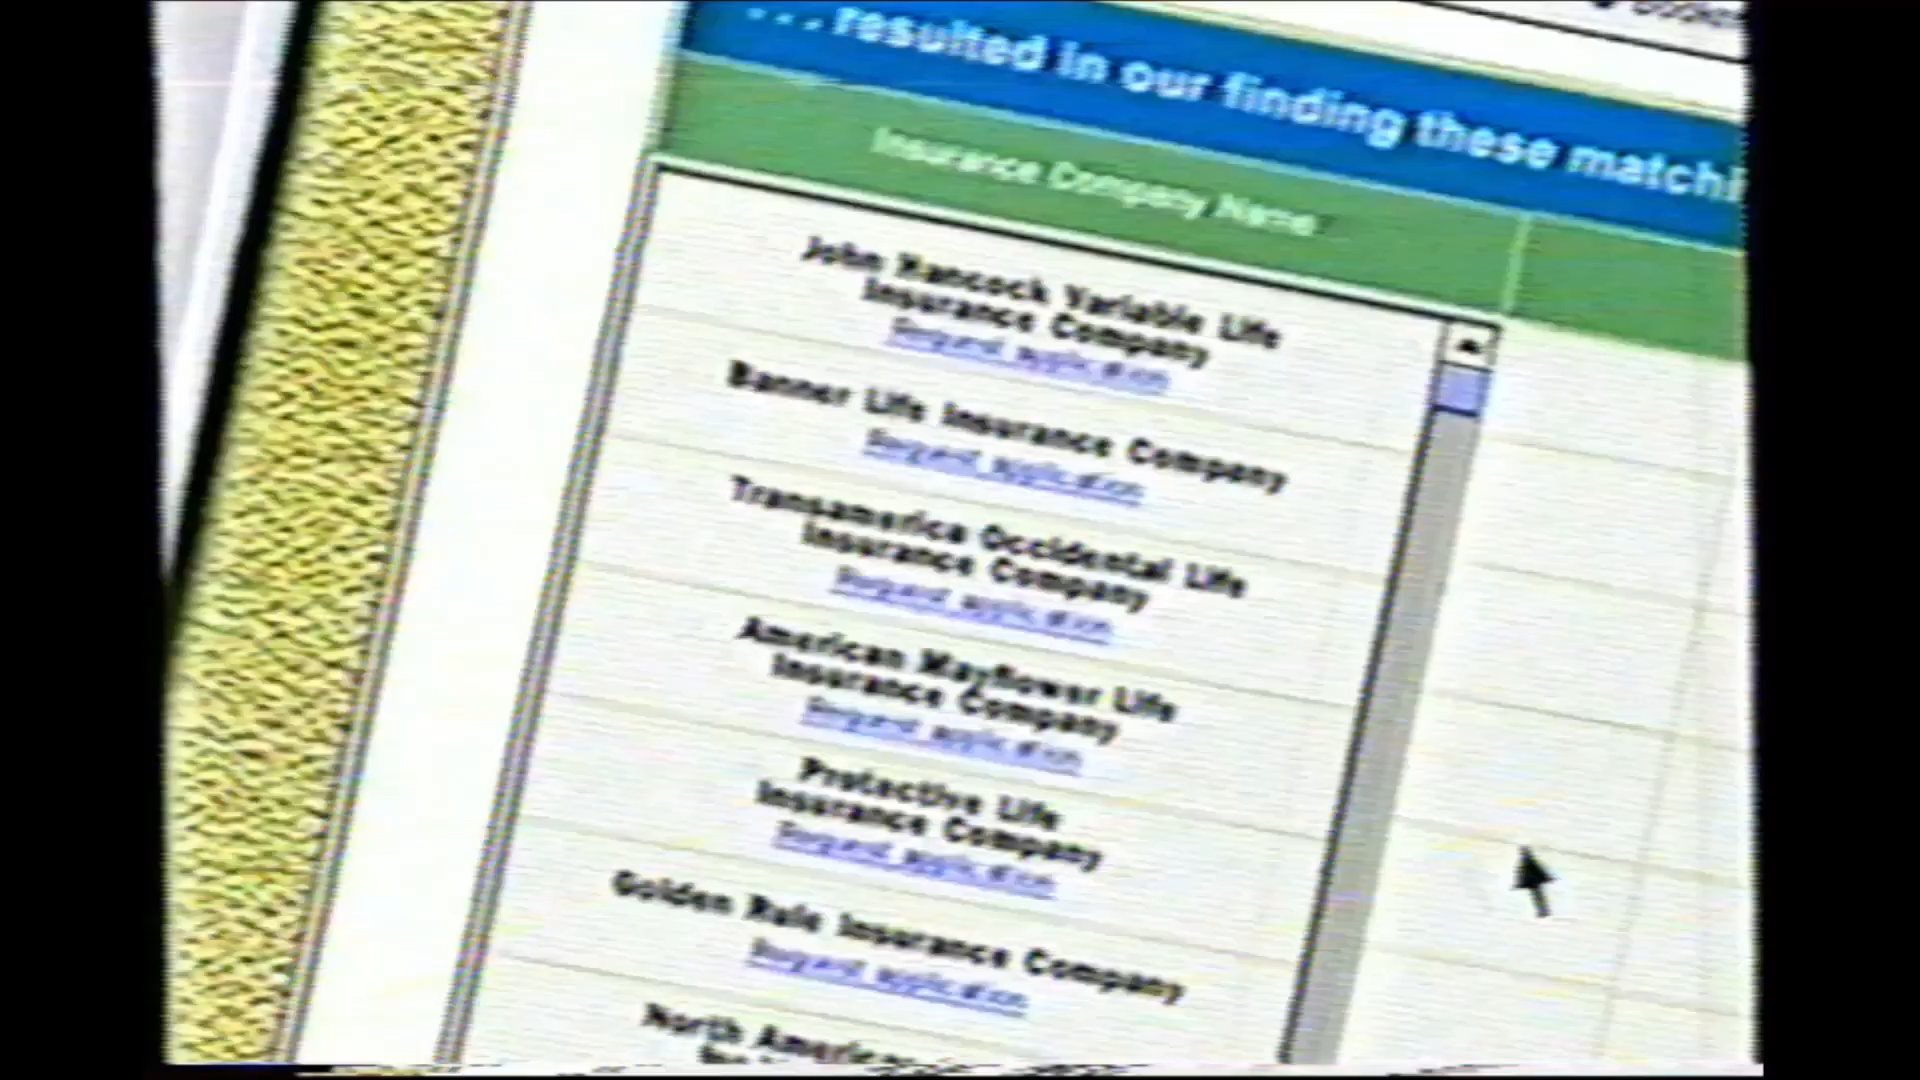 ... resulted in our finding these matchi
Insurance Company Name
John Hancock Variable Life
Insurance Company
Request application
Banner Life Insurance Company
Request application
Transamerica Occidental Life
Insurance Company
Request application
American Mayflower Life
Insurance Company
Request application
Protective Life
Insurance Company
Request application
Golden Rule Insurance Company
Request application
North America